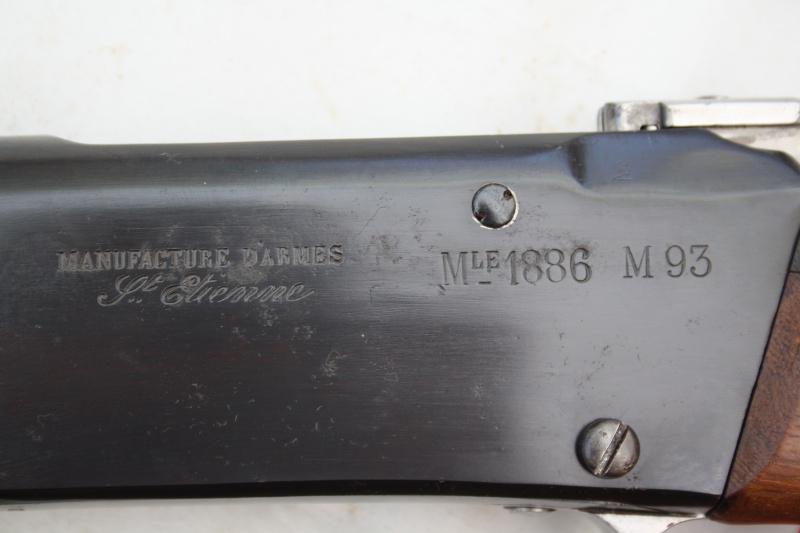 MANUFACTURE D'ARMES
St. Etienne
MLE 1886 M 93